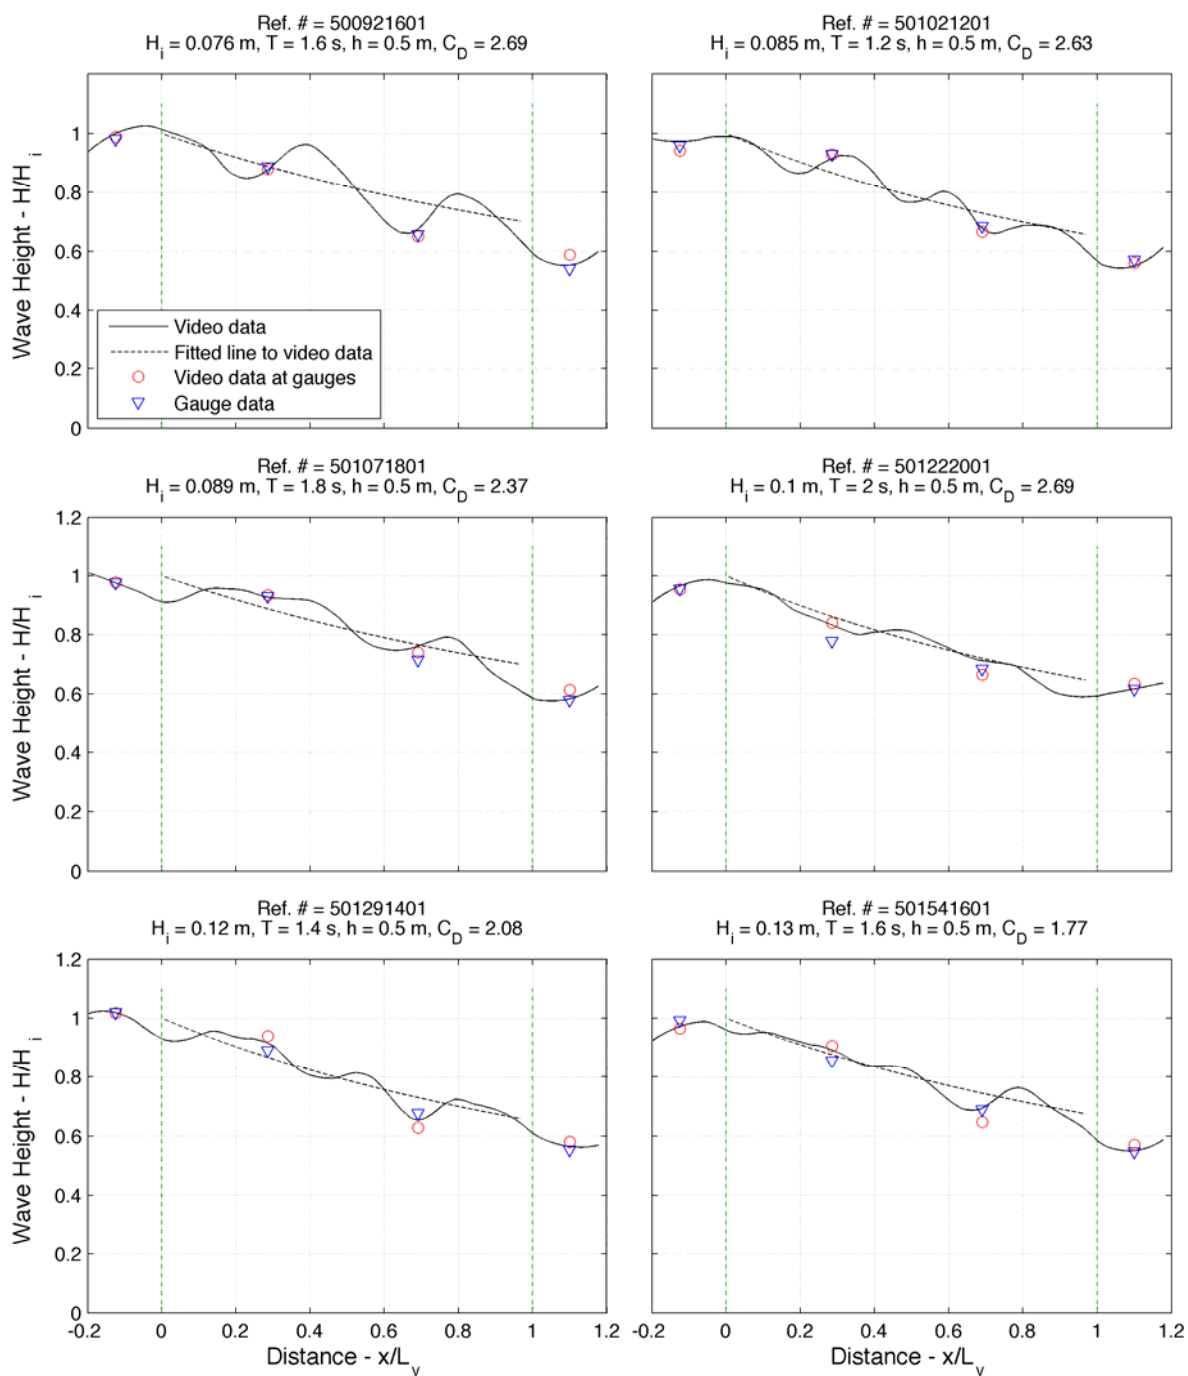 Ref. # = 500921601
H_i = 0.076 m, T = 1.6 s, h = 0.5 m, C_D = 2.69
Ref. # = 501021201
H_i = 0.085 m, T = 1.2 s, h = 0.5 m, C_D = 2.63
Wave Height - H/H_i
1
0.8
0.6
0.4
0.2
0
Video data
Fitted line to video data
Video data at gauges
Gauge data
Ref. # = 501071801
H_i = 0.089 m, T = 1.8 s, h = 0.5 m, C_D = 2.37
Ref. # = 501222001
H_i = 0.1 m, T = 2 s, h = 0.5 m, C_D = 2.69
Wave Height - H/H_i
1.2
1
0.8
0.6
0.4
0.2
0
Ref. # = 501291401
H_i = 0.12 m, T = 1.4 s, h = 0.5 m, C_D = 2.08
Ref. # = 501541601
H_i = 0.13 m, T = 1.6 s, h = 0.5 m, C_D = 1.77
Wave Height - H/H_i
1.2
1
0.8
0.6
0.4
0.2
0
-0.2 0 0.2 0.4 0.6 0.8 1 1.2
-0.2 0 0.2 0.4 0.6 0.8 1 1.2
Distance - x/L_v
Distance - x/L_v